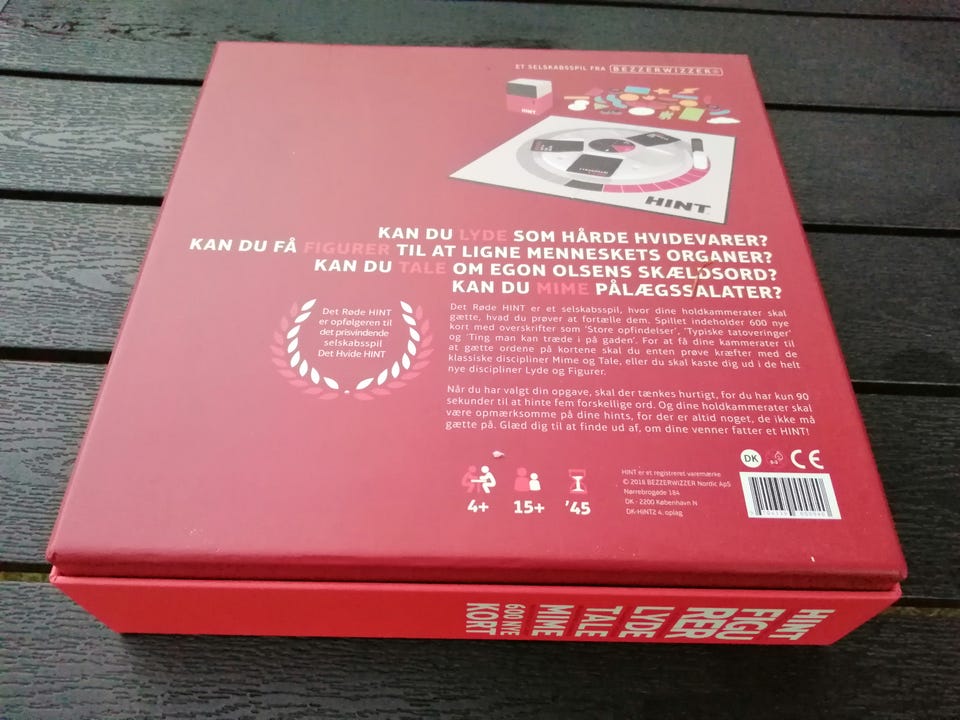 ET SELSKABSSPIL FRA BEZZERWIZZER®
HINT
HINT
KAN DU LYDE SOM HÅRDE HVIDEVARER?
KAN DU FÅ FIGURER TIL AT LIGNE MENNESKETS ORGANER?
KAN DU TALE OM EGON OLSENS SKÆLDSORD?
KAN DU MIME PÅLÆGSSALATER?
Det Røde HINT
er opfølgeren til
det prisvindende
selskabsspil
Det Hvide HINT
Det Røde HINT er et selskabsspil, hvor dine holdkammerater skal
gætte, hvad du prøver at fortælle dem. Spillet indeholder 600 nye
kort med overskrifter som 'Store opfindelser', 'Typiske tatoveringer'
og 'Ting man kan træde i på gaden'. For at få dine kammerater til
at gætte ordene på kortene skal du enten prøve kræfter med de
klassiske discipliner Mime og Tale, eller du skal kaste dig ud i de helt
nye discipliner Lyde og Figurer.
Når du har valgt din opgave, skal der tænkes hurtigt, for du har kun 90
sekunder til at hinte fem forskellige ord. Og dine holdkammerater skal
være opmærksomme på dine hints, for der er altid noget, de ikke må
gætte på. Glæd dig til at finde ud af, om dine venner fatter et HINT!
4+
15+
'45
HINT er et registreret varemærke
© 2018 BEZZERWIZZER Nordic ApS
Nørrebrogade 184
DK - 2200 København N
DK-HINT2 4. oplag
DK
CE
HINT
FIGU
RER
LYDE
TALE
MIME
600 NYE
KORT